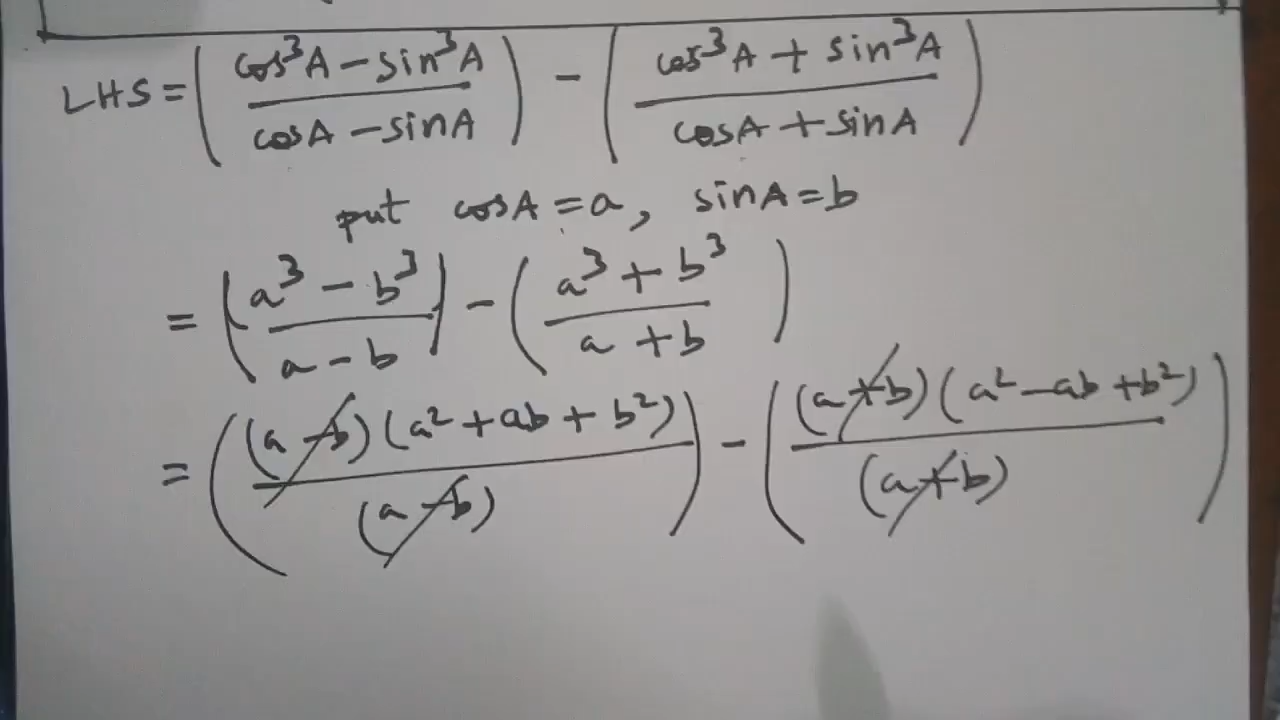 LHS = ( cos³A − sin³A / cosA − sinA ) − ( cos³A + sin³A / cosA + sinA )
put cosA = a, sinA = b
= ( a³ − b³ / a − b ) − ( a³ + b³ / a + b )
= ( (a − b)(a² + ab + b²) / (a − b) ) − ( (a + b)(a² − ab + b²) / (a + b) )